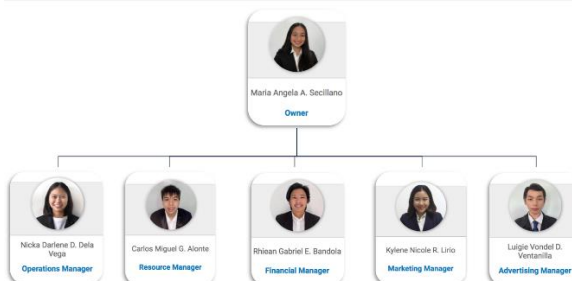 Maria Angela A. Secillano
Owner
Nicka Darlene D. Dela
Vega
Operations Manager
Carlos Miguel G. Alonte
Resource Manager
Rhiean Gabriel E. Bandola
Financial Manager
Kylene Nicole R. Lirio
Marketing Manager
Luigie Vondel D.
Ventanilla
Advertising Manager